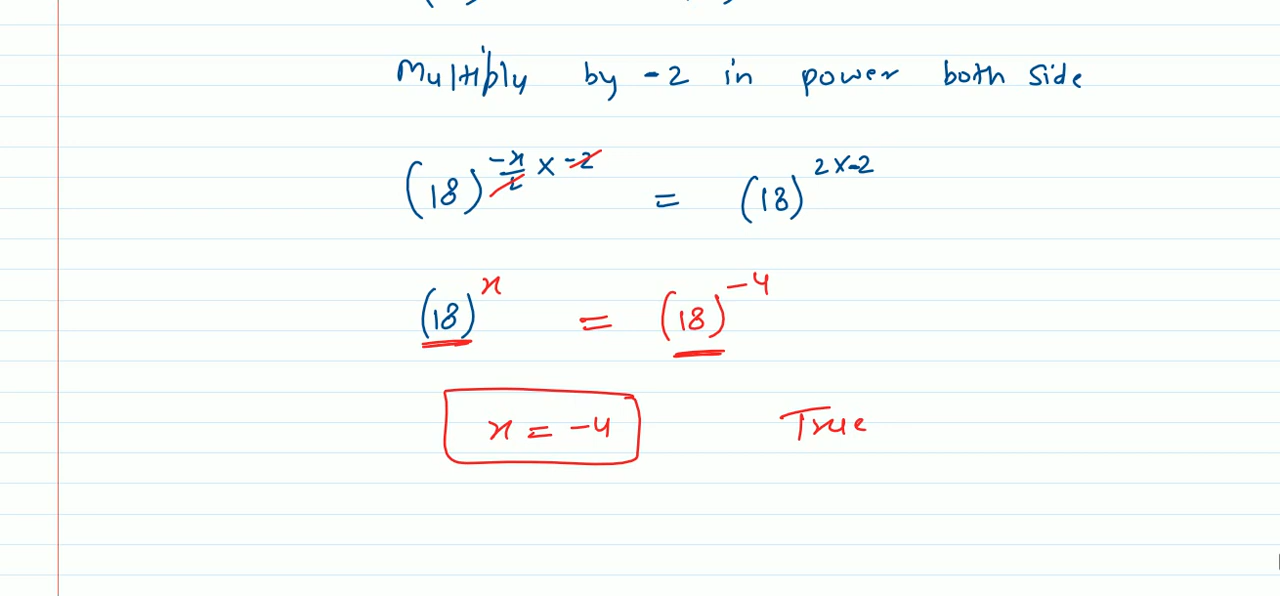 Multiply by -2 in power both side
(18)^{-x/2 × -2} = (18)^{2×-2}
(18)^x = (18)^{-4}
x = -4 True